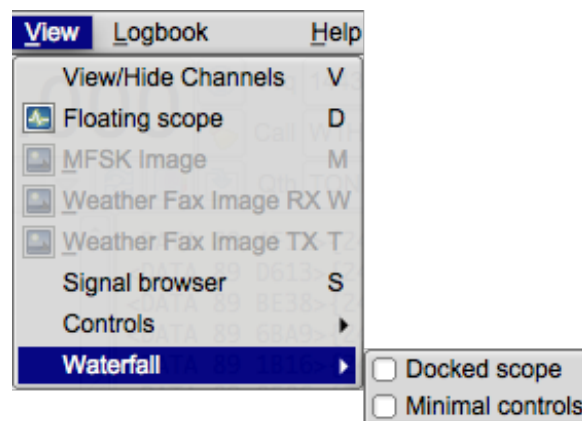 View Logbook Help
View/Hide Channels V
Floating scope D
MFSK Image M
Weather Fax Image RX W
Weather Fax Image TX T
Signal browser S
Controls
Waterfall
Docked scope
Minimal controls